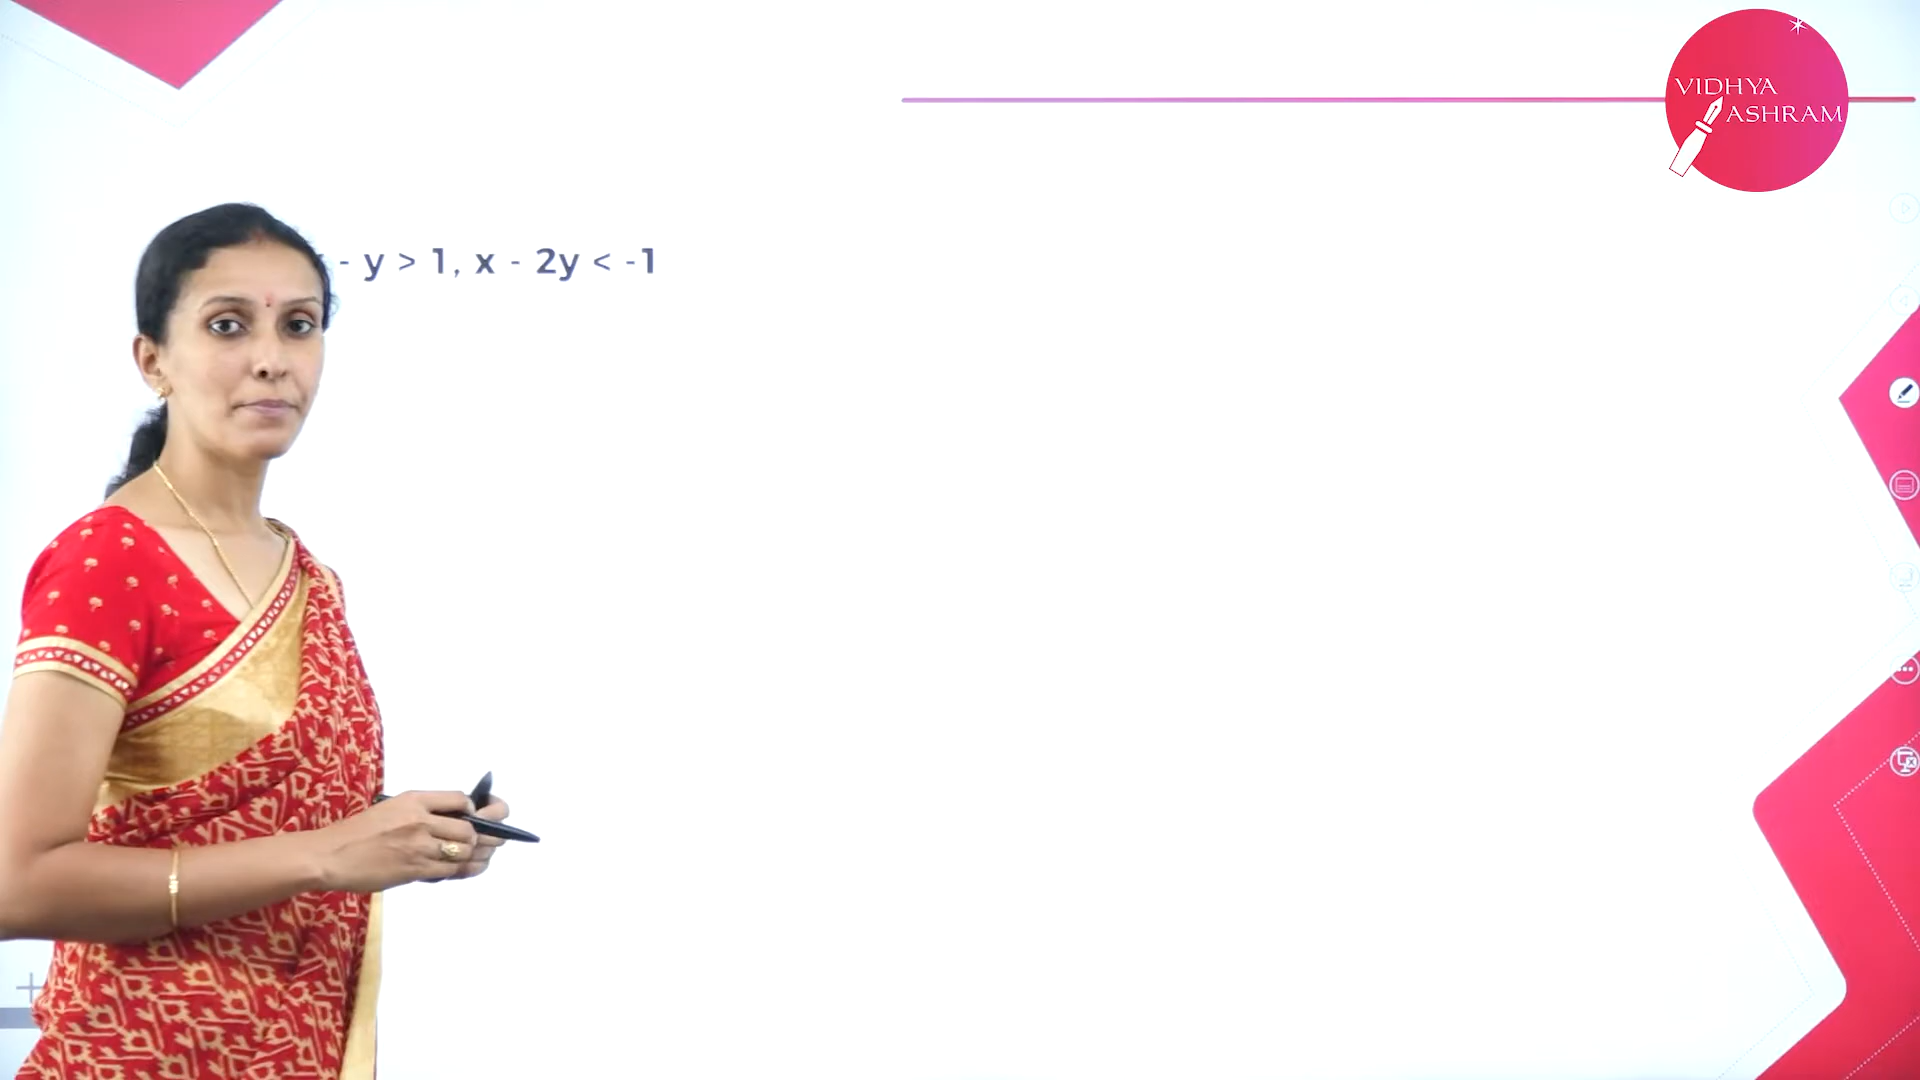 VIDHYA
ASHRAM
- y > 1, x - 2y < -1